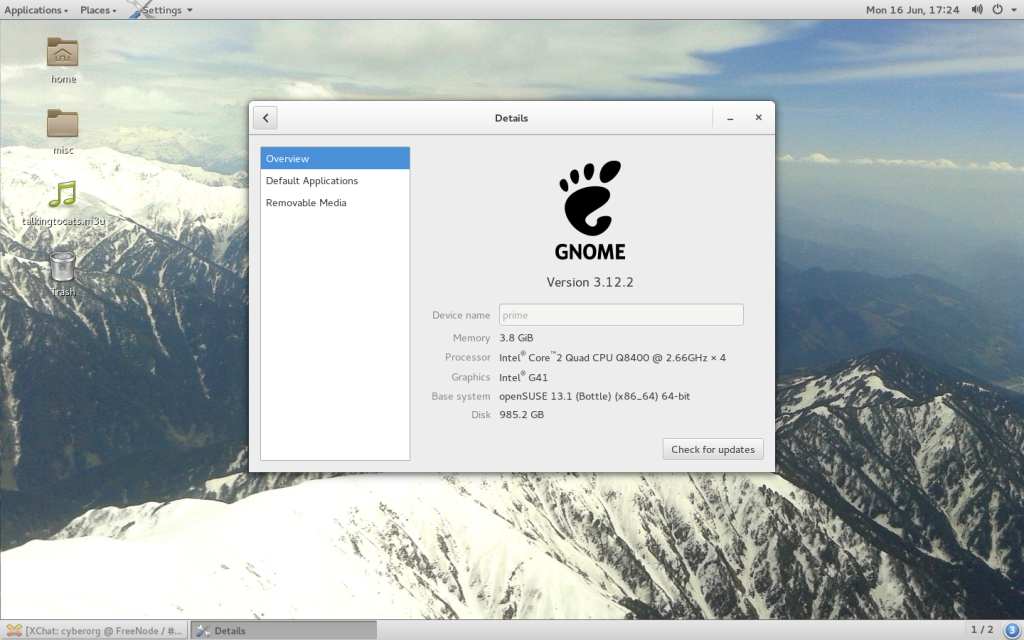 Applications Places Settings Mon 16 Jun, 17:24
home
misc
talkingtocats.m3u
Trash
Details
Overview
Default Applications
Removable Media
GNOME
Version 3.12.2
Device name prime
Memory 3.8 GiB
Processor Intel® Core™2 Quad CPU Q8400 @ 2.66GHz × 4
Graphics Intel® G41
Base system openSUSE 13.1 (Bottle) (x86_64) 64-bit
Disk 985.2 GB
Check for updates
[XChat: cyberorg @ FreeNode / #... Details 1 / 2 3